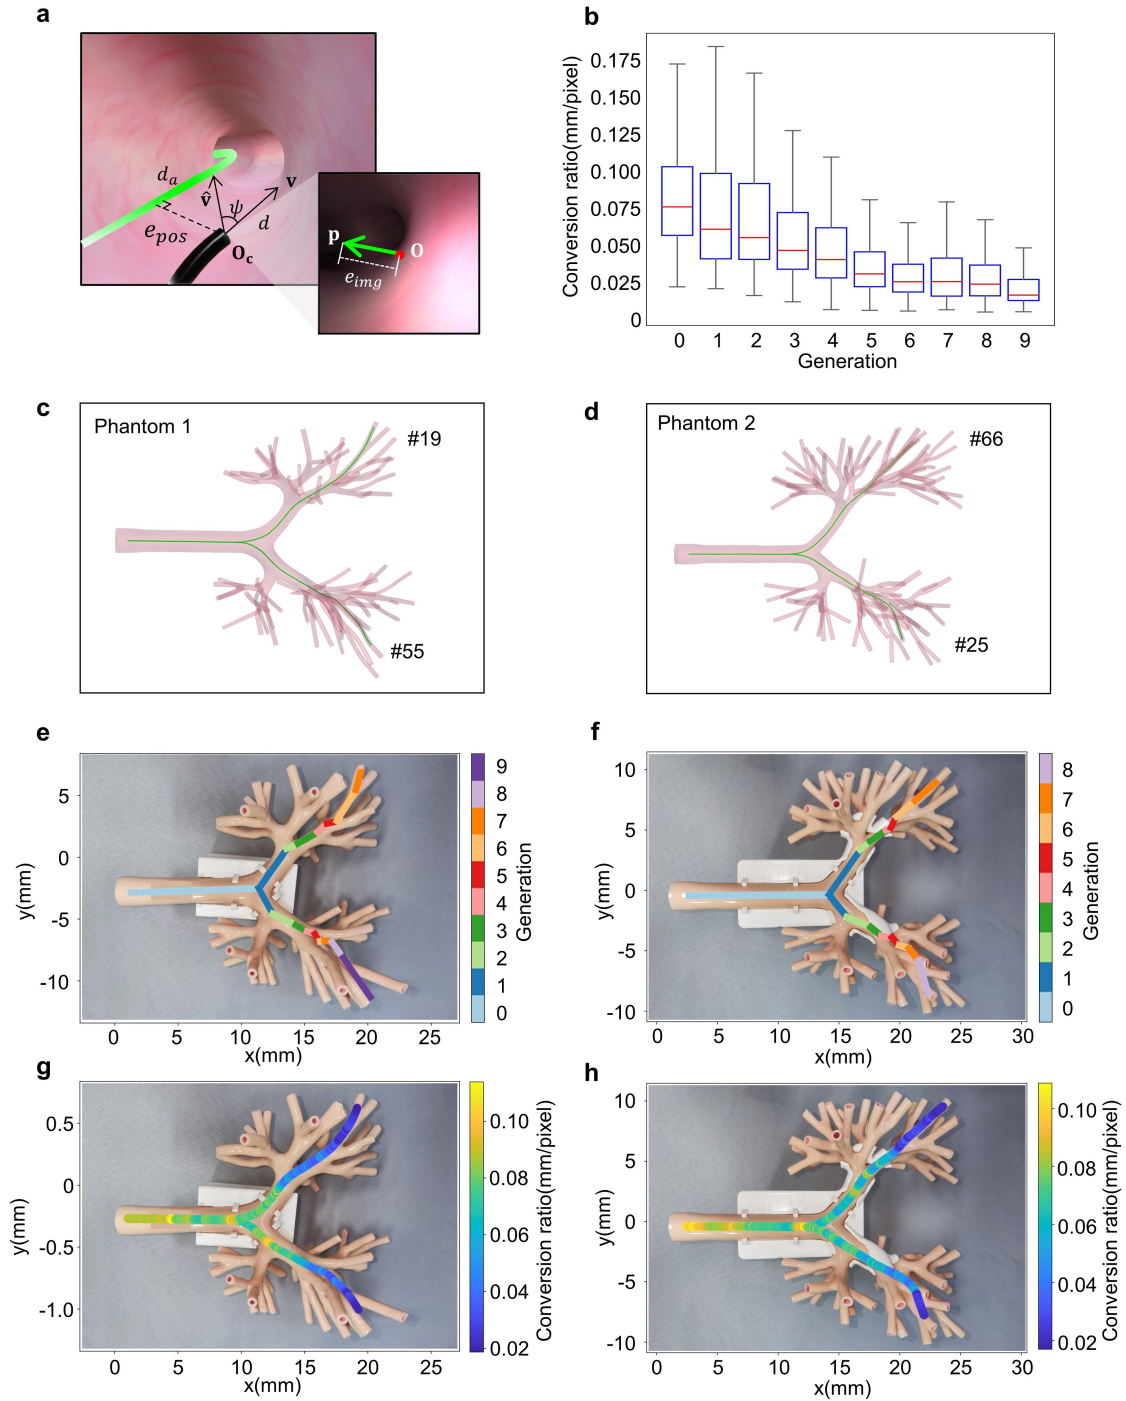 a
d_a
v̂
ψ
v
d
e_pos
O_c
p
O
e_img
b
Conversion ratio(mm/pixel)
0.175
0.150
0.125
0.100
0.075
0.050
0.025
0
0 1 2 3 4 5 6 7 8 9
Generation
c
Phantom 1
#19
#55
d
Phantom 2
#66
#25
e
y(mm)
5
0
-5
-10
0 5 10 15 20 25
x(mm)
9
8
7
6
5
4
3
2
1
0
Generation
f
y(mm)
10
5
0
-5
-10
0 5 10 15 20 25 30
x(mm)
8
7
6
5
4
3
2
1
0
Generation
g
y(mm)
0.5
0
-0.5
-1.0
0 5 10 15 20 25
x(mm)
0.10
0.08
0.06
0.04
0.02
Conversion ratio(mm/pixel)
h
y(mm)
10
5
0
-5
-10
0 5 10 15 20 25 30
x(mm)
0.10
0.08
0.06
0.04
0.02
Conversion ratio(mm/pixel)